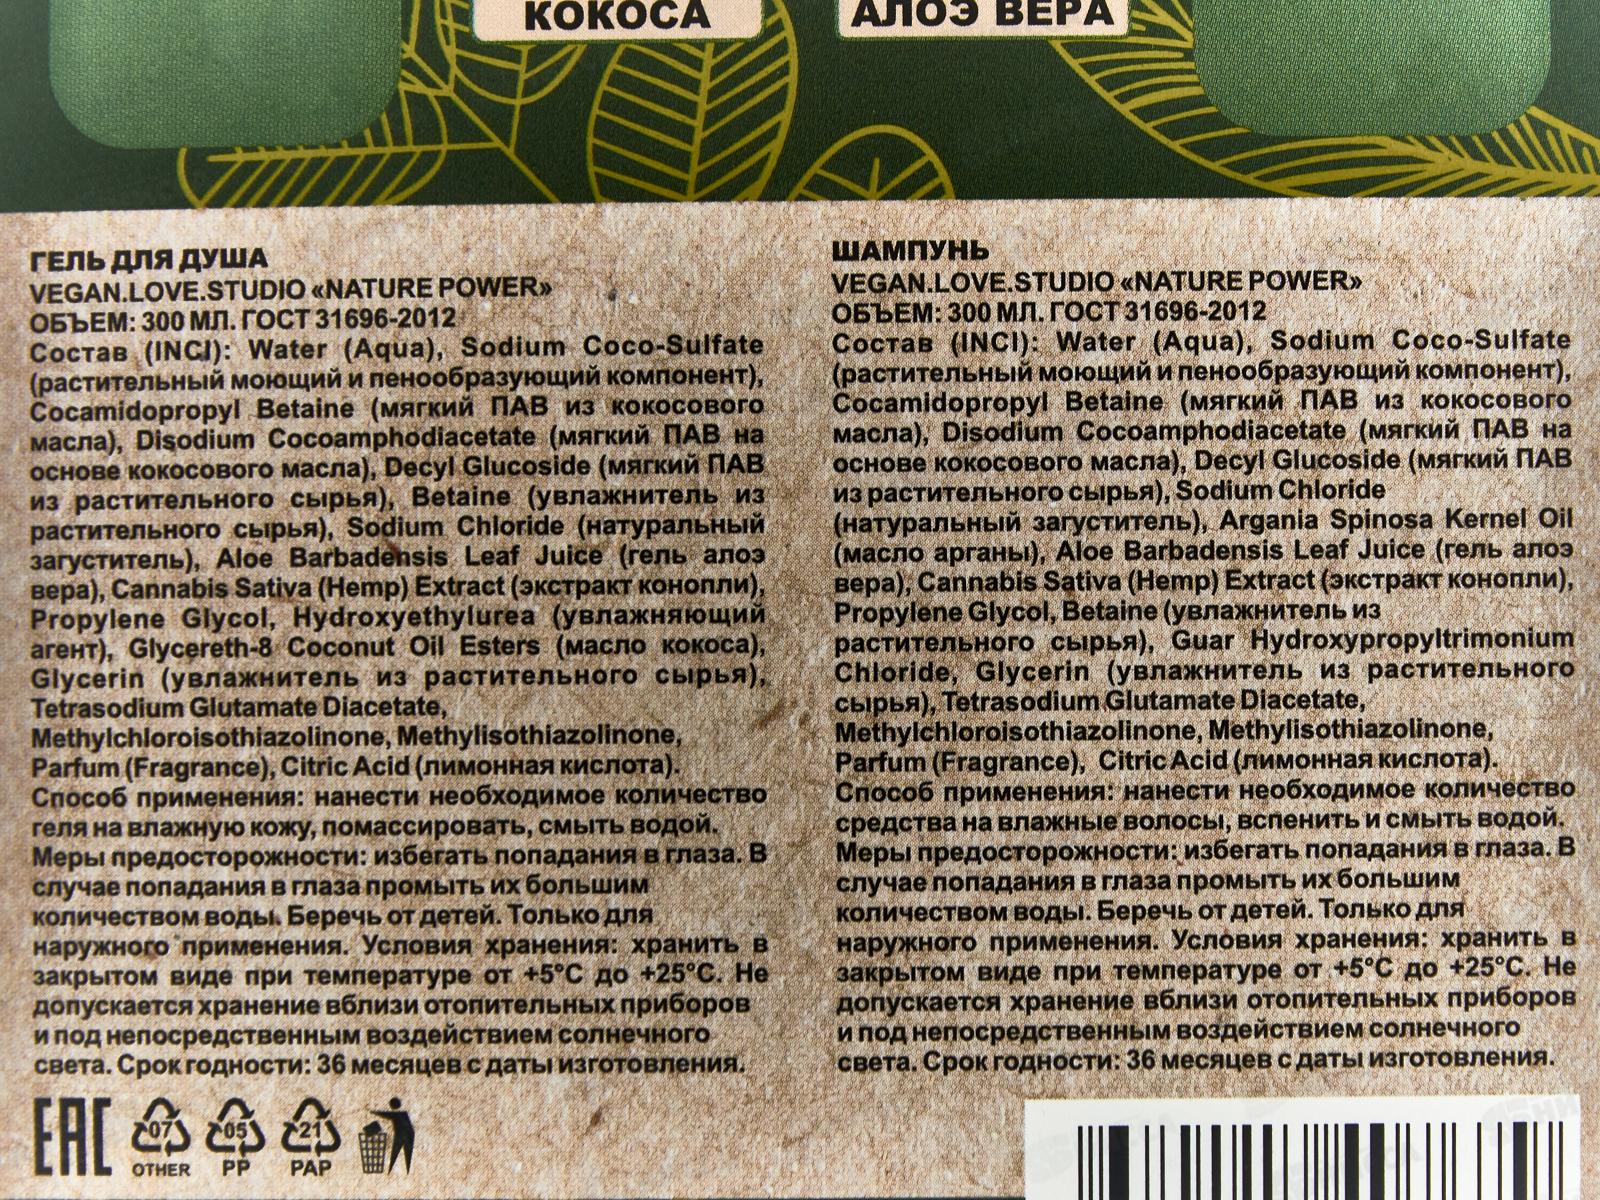 КОКОСА
АЛОЭ ВЕРА
ГЕЛЬ ДЛЯ ДУША
VEGAN.LOVE.STUDIO «NATURE POWER»
ОБЪЕМ: 300 МЛ. ГОСТ 31696-2012
Состав (INCI): Water (Aqua), Sodium Coco-Sulfate
(растительный моющий и пенообразующий компонент),
Cocamidopropyl Betaine (мягкий ПАВ из кокосового
масла), Disodium Cocoamphodiacetate (мягкий ПАВ на
основе кокосового масла), Decyl Glucoside (мягкий ПАВ
из растительного сырья), Betaine (увлажнитель из
растительного сырья), Sodium Chloride (натуральный
загуститель), Aloe Barbadensis Leaf Juice (гель алоэ
вера), Cannabis Sativa (Hemp) Extract (экстракт конопли),
Propylene Glycol, Hydroxyethylurea (увлажняющий
агент), Glycereth-8 Coconut Oil Esters (масло кокоса),
Glycerin (увлажнитель из растительного сырья),
Tetrasodium Glutamate Diacetate,
Methylchloroisothiazolinone, Methylisothiazolinone,
Parfum (Fragrance), Citric Acid (лимонная кислота).
Способ применения: нанести необходимое количество
геля на влажную кожу, помассировать, смыть водой.
Меры предосторожности: избегать попадания в глаза. В
случае попадания в глаза промыть их большим
количеством воды. Беречь от детей. Только для
наружного применения. Условия хранения: хранить в
закрытом виде при температуре от +5°С до +25°С. Не
допускается хранение вблизи отопительных приборов
и под непосредственным воздействием солнечного
света. Срок годности: 36 месяцев с даты изготовления.
ШАМПУНЬ
VEGAN.LOVE.STUDIO «NATURE POWER»
ОБЪЕМ: 300 МЛ. ГОСТ 31696-2012
Состав (INCI): Water (Aqua), Sodium Coco-Sulfate
(растительный моющий и пенообразующий компонент),
Cocamidopropyl Betaine (мягкий ПАВ из кокосового
масла), Disodium Cocoamphodiacetate (мягкий ПАВ на
основе кокосового масла), Decyl Glucoside (мягкий ПАВ
из растительного сырья), Sodium Chloride
(натуральный загуститель), Argania Spinosa Kernel Oil
(масло арганы), Aloe Barbadensis Leaf Juice (гель алоэ
вера), Cannabis Sativa (Hemp) Extract (экстракт конопли),
Propylene Glycol, Betaine (увлажнитель из
растительного сырья), Guar Hydroxypropyltrimonium
Chloride, Glycerin (увлажнитель из растительного
сырья), Tetrasodium Glutamate Diacetate,
Methylchloroisothiazolinone, Methylisothiazolinone,
Parfum (Fragrance), Citric Acid (лимонная кислота).
Способ применения: нанести необходимое количество
средства на влажные волосы, вспенить и смыть водой.
Меры предосторожности: избегать попадания в глаза. В
случае попадания в глаза промыть их большим
количеством воды. Беречь от детей. Только для
наружного применения. Условия хранения: хранить в
закрытом виде при температуре от +5°С до +25°С. Не
допускается хранение вблизи отопительных приборов
и под непосредственным воздействием солнечного
света. Срок годности: 36 месяцев с даты изготовления.
EAC
07 05 21
OTHER PP PAP